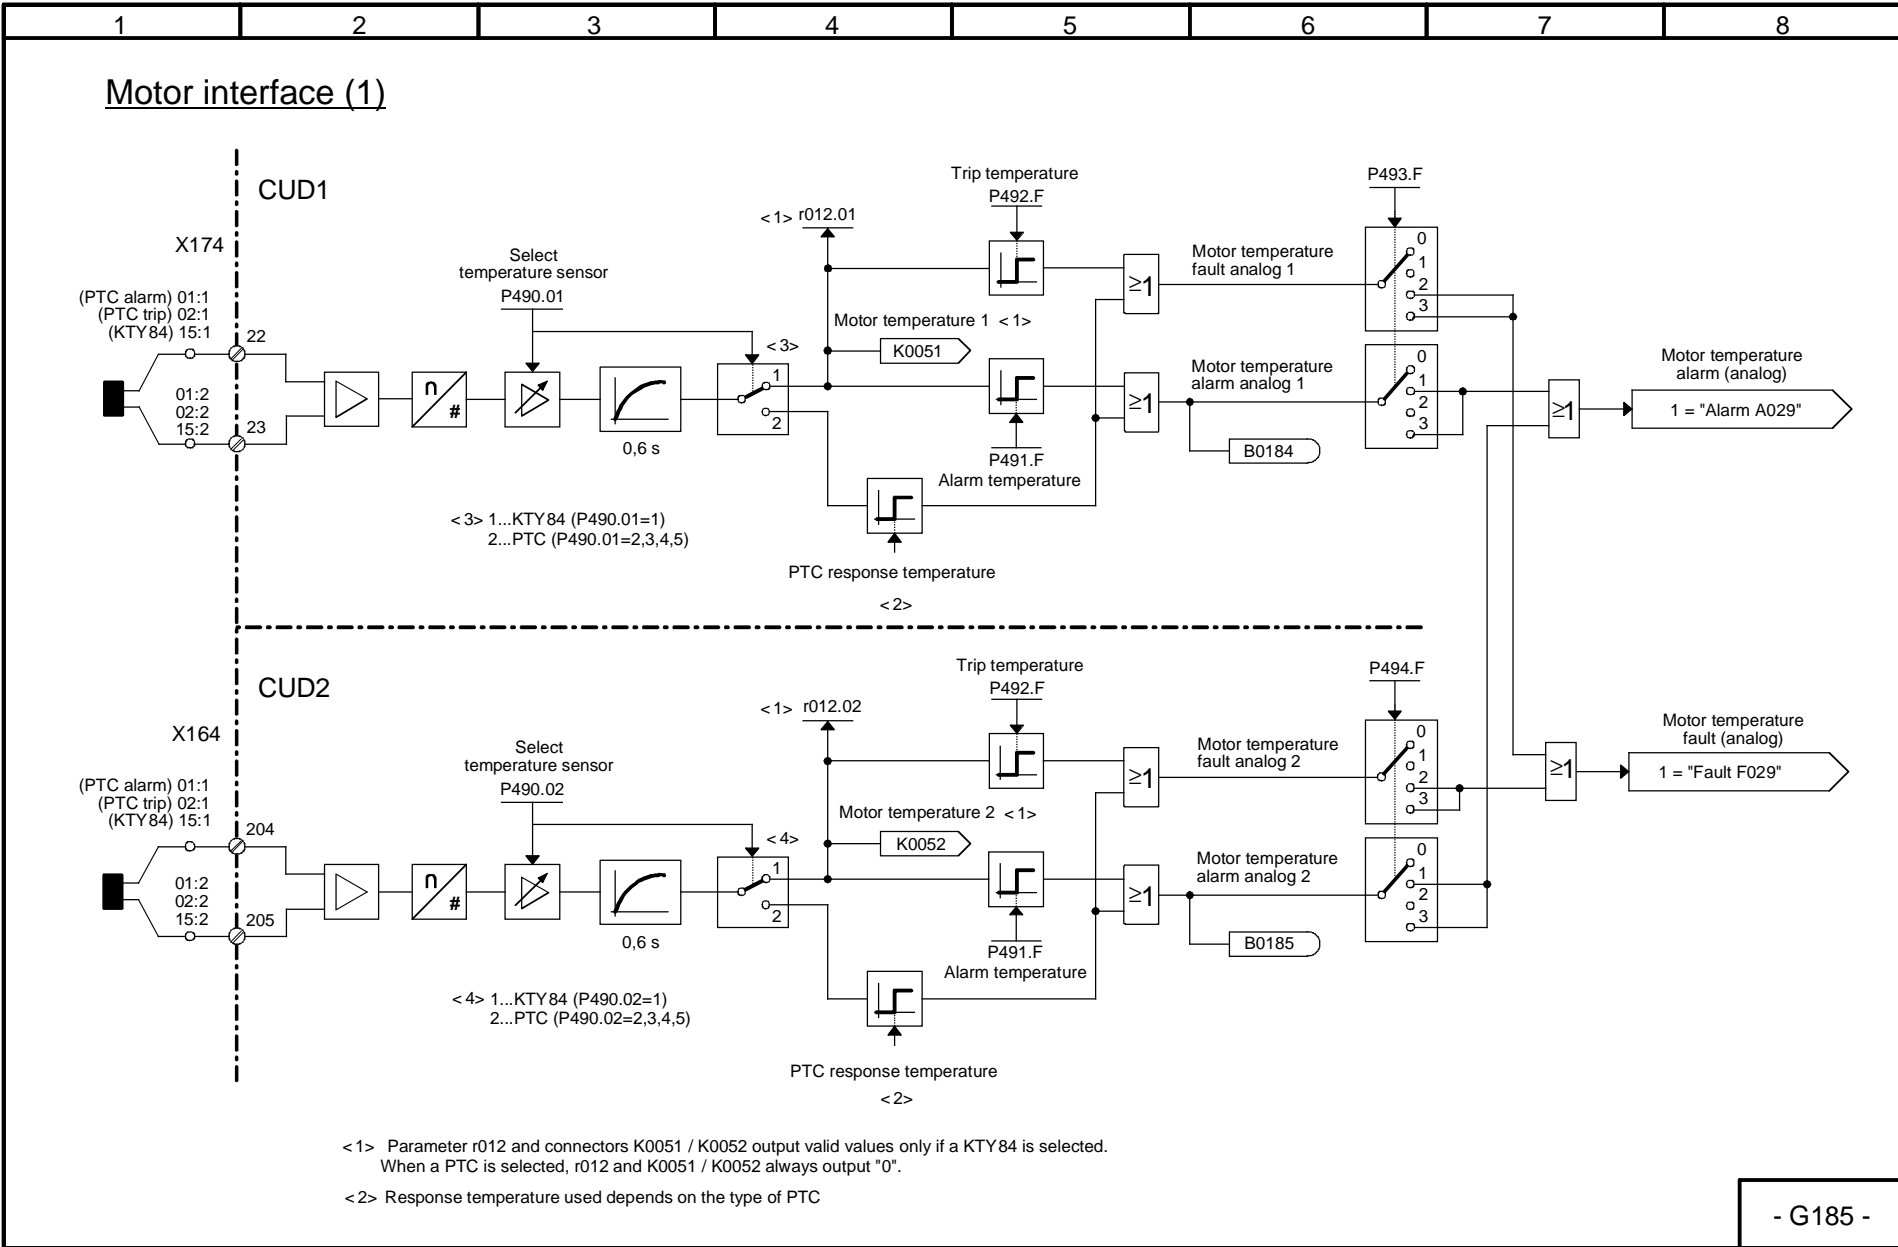 1 2 3 4 5 6 7 8
Motor interface (1)
CUD1
X174
(PTC alarm) 01:1
(PTC trip) 02:1
(KTY84) 15:1
22
01:2
02:2
15:2
23
n
#
Select
temperature sensor
P490.01
0,6 s
<3>
1
2
<3> 1...KTY84 (P490.01=1)
2...PTC (P490.01=2,3,4,5)
<1> r012.01
Motor temperature 1 <1>
K0051
Trip temperature
P492.F
P491.F
Alarm temperature
PTC response temperature
<2>
≥1
≥1
Motor temperature
fault analog 1
Motor temperature
alarm analog 1
B0184
P493.F
0
1
2
3
0
1
2
3
≥1
Motor temperature
alarm (analog)
1 = "Alarm A029"
CUD2
X164
(PTC alarm) 01:1
(PTC trip) 02:1
(KTY84) 15:1
204
01:2
02:2
15:2
205
n
#
Select
temperature sensor
P490.02
0,6 s
<4>
1
2
<4> 1...KTY84 (P490.02=1)
2...PTC (P490.02=2,3,4,5)
<1> r012.02
Motor temperature 2 <1>
K0052
Trip temperature
P492.F
P491.F
Alarm temperature
PTC response temperature
<2>
≥1
≥1
Motor temperature
fault analog 2
Motor temperature
alarm analog 2
B0185
P494.F
0
1
2
3
0
1
2
3
≥1
Motor temperature
fault (analog)
1 = "Fault F029"
<1> Parameter r012 and connectors K0051 / K0052 output valid values only if a KTY84 is selected.
When a PTC is selected, r012 and K0051 / K0052 always output "0".
<2> Response temperature used depends on the type of PTC
- G185 -